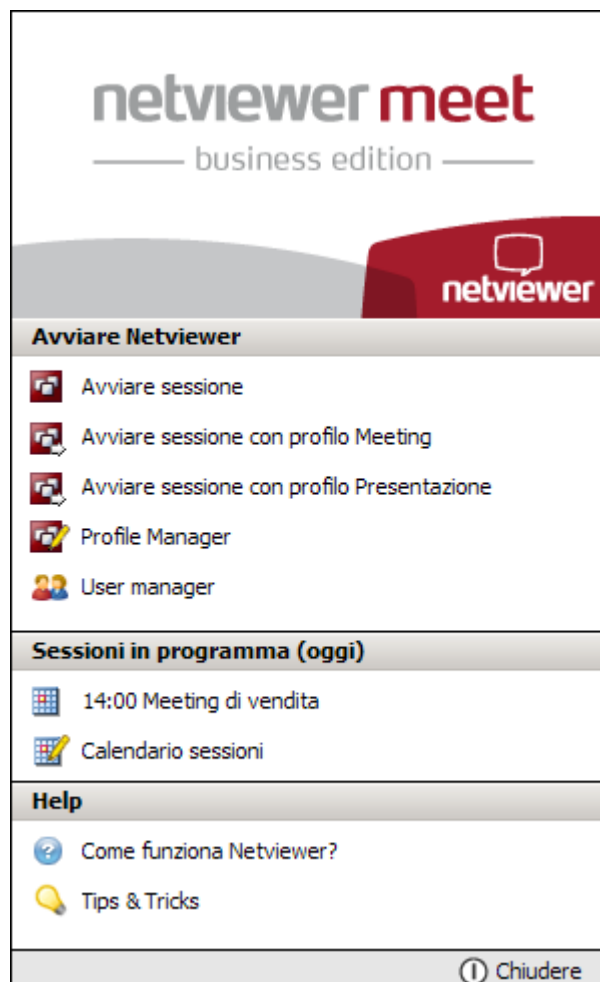 netviewer meet
business edition
netviewer
Avviare Netviewer
Avviare sessione
Avviare sessione con profilo Meeting
Avviare sessione con profilo Presentazione
Profile Manager
User manager
Sessioni in programma (oggi)
14:00 Meeting di vendita
Calendario sessioni
Help
Come funziona Netviewer?
Tips & Tricks
Chiudere